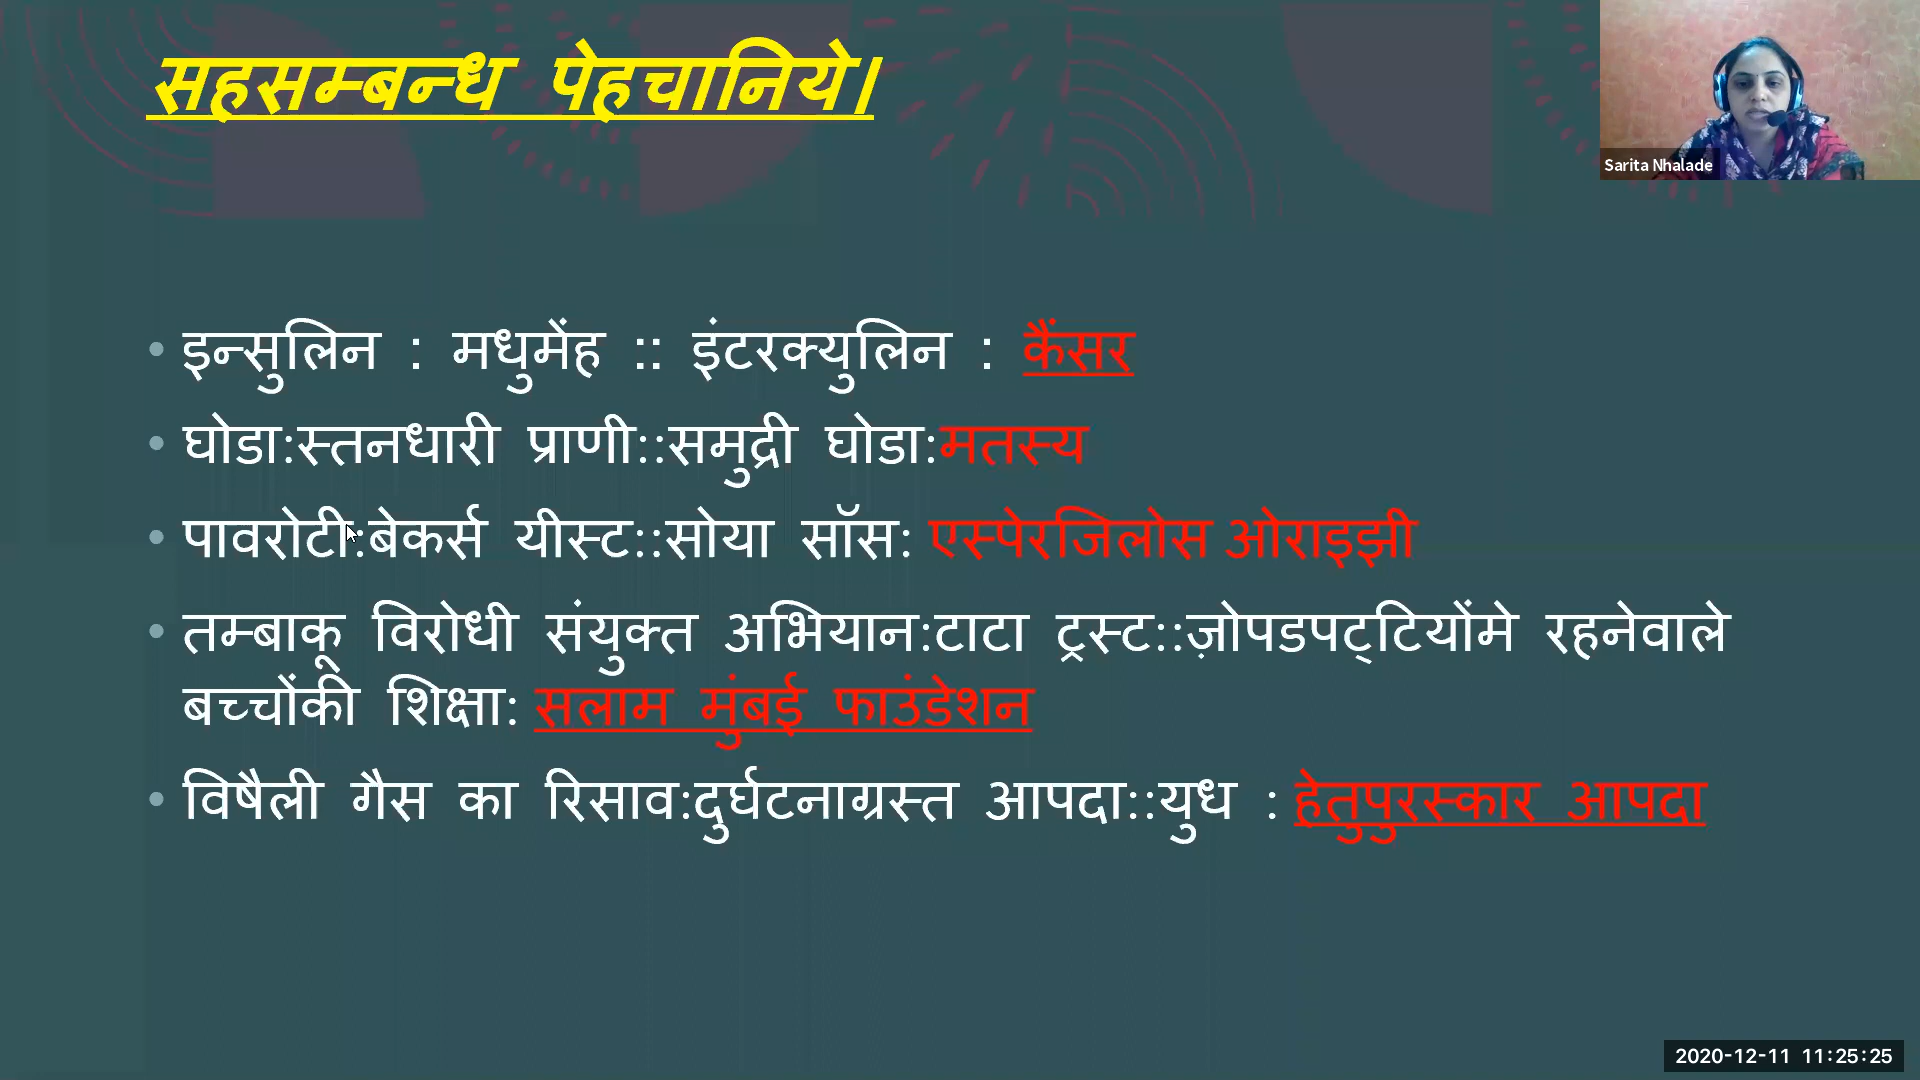 सहसम्बन्ध पेहचानिये।
Sarita Nhalade
• इन्सुलिन : मधुमेंह :: इंटरक्युलिन : कैंसर
• घोडा:स्तनधारी प्राणी::समुद्री घोडा:मतस्य
• पावरोटी:बेकर्स यीस्ट::सोया सॉस: एस्पेरजिलोस ओराइझी
• तम्बाकू विरोधी संयुक्त अभियान:टाटा ट्रस्ट::ज़ोपडपट्टियोंमे रहनेवाले
बच्चोंकी शिक्षा: सलाम मुंबई फाउंडेशन
• विषैली गैस का रिसाव:दुर्घटनाग्रस्त आपदा::युध : हेतुपुरस्कार आपदा
2020-12-11 11:25:25